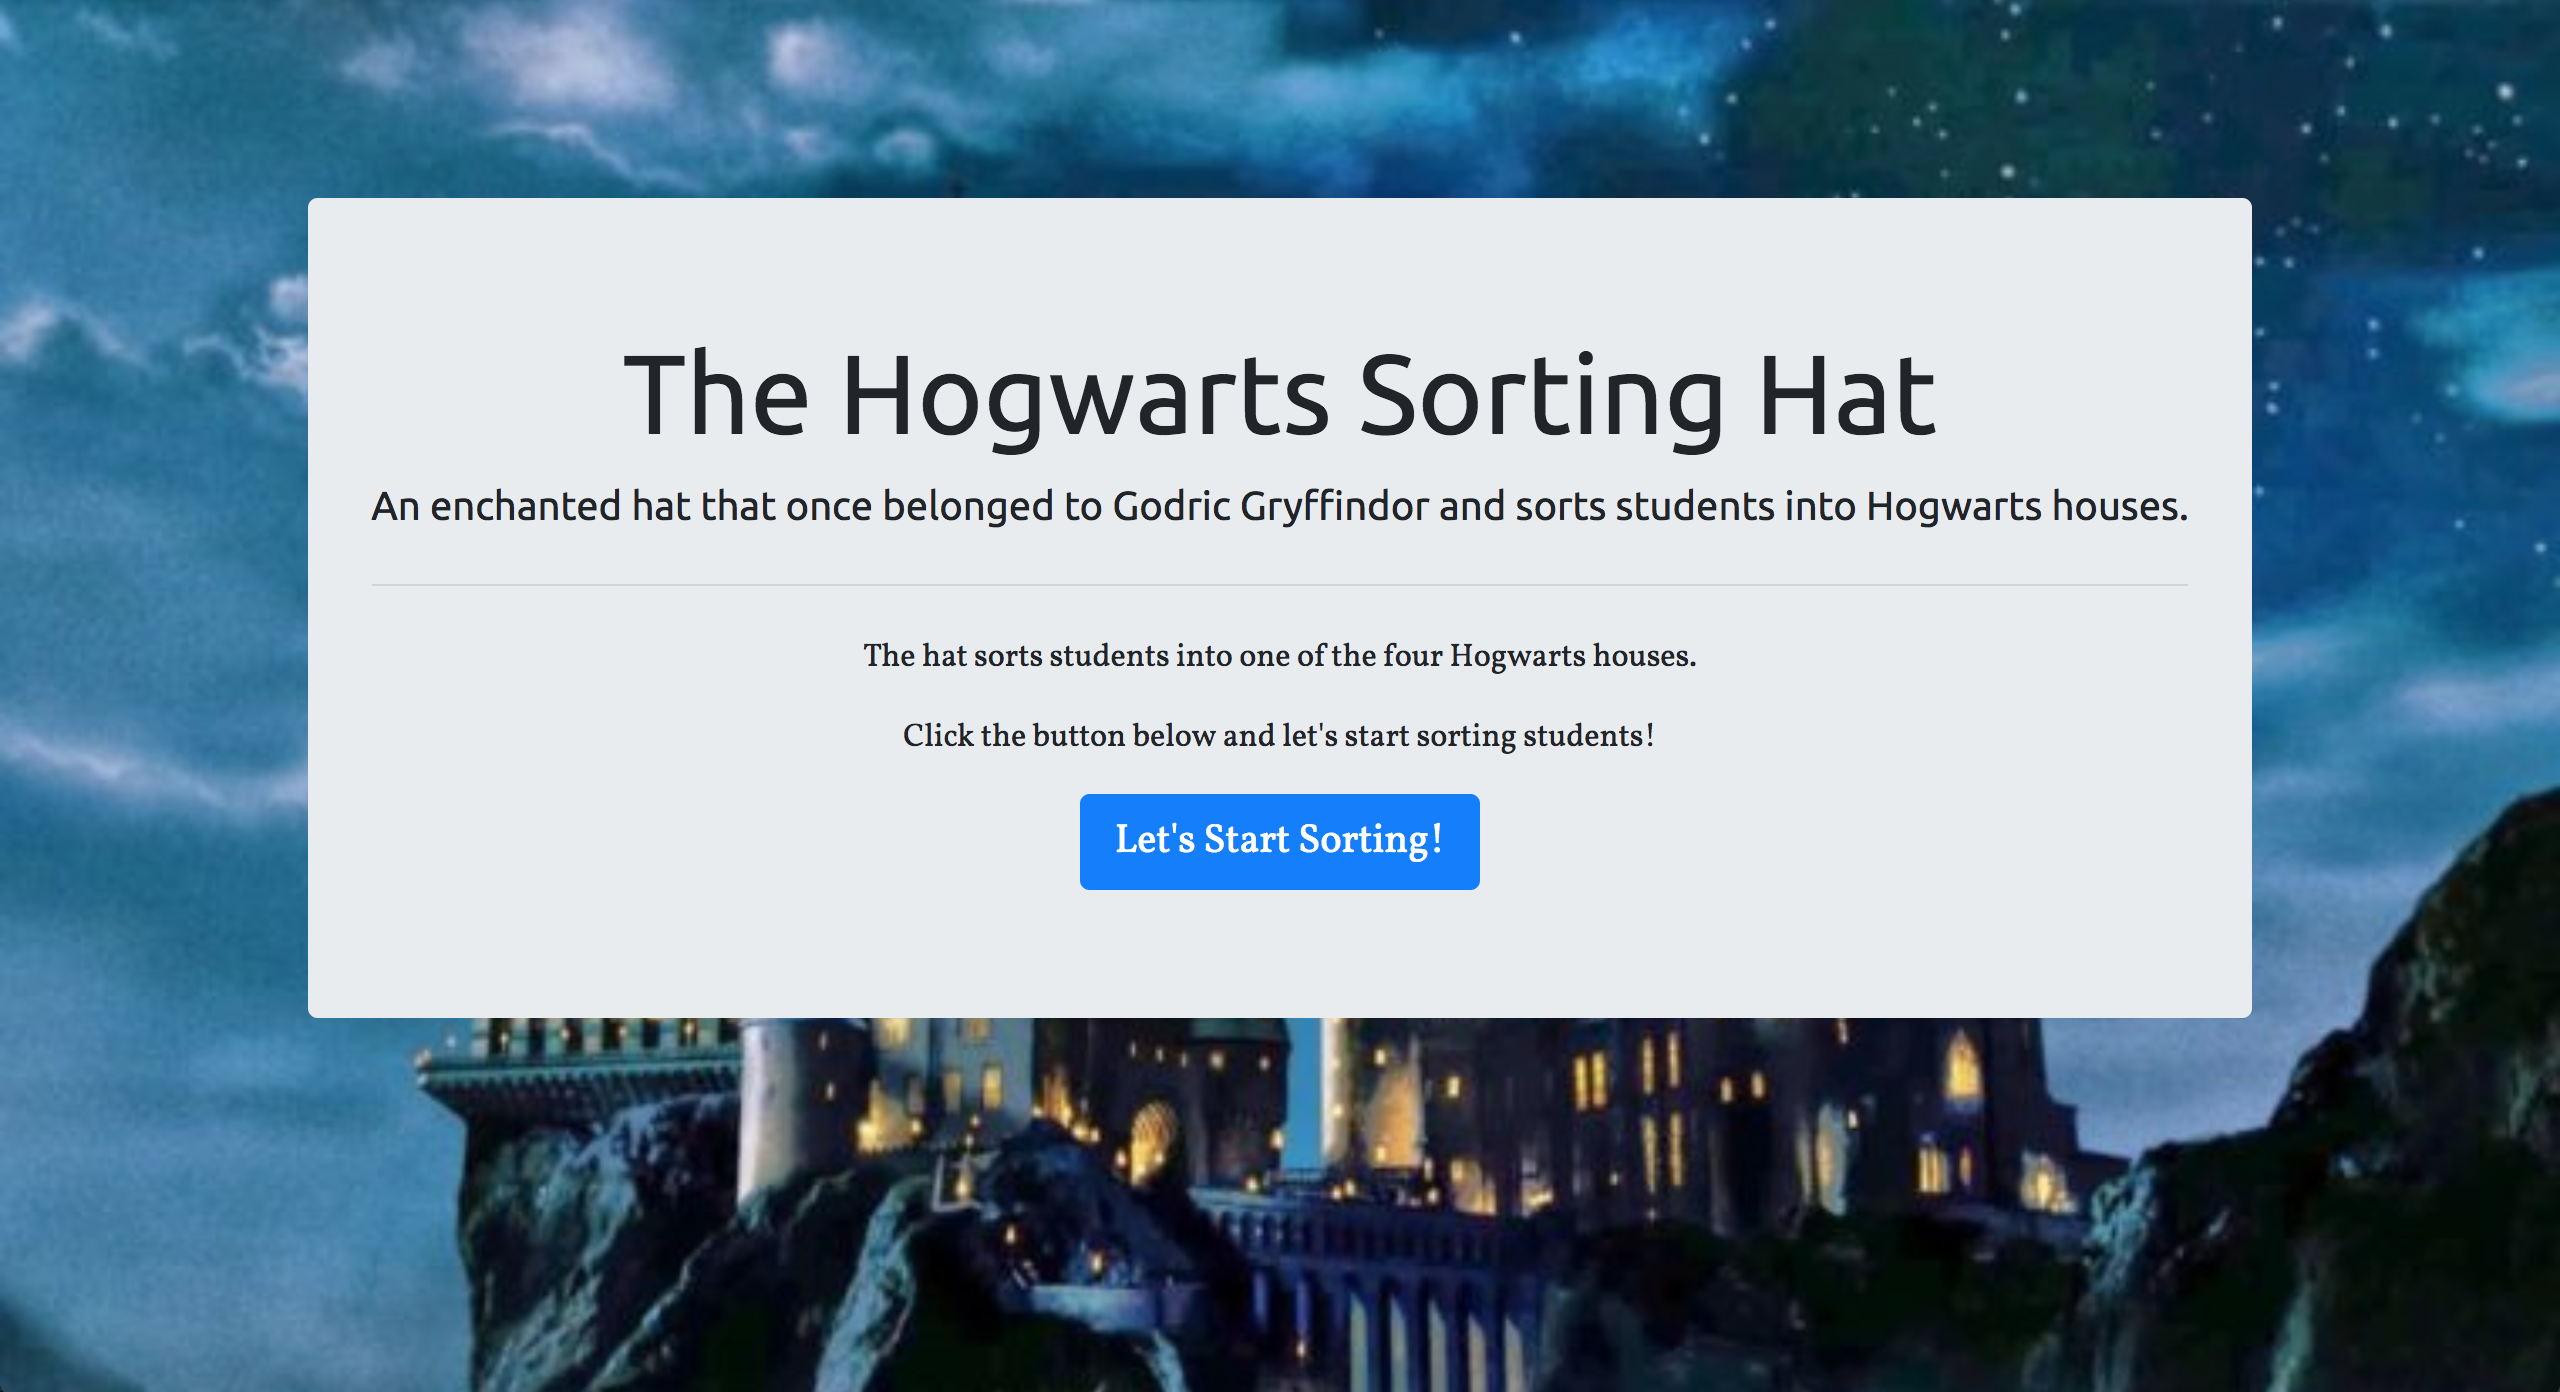 The Hogwarts Sorting Hat
An enchanted hat that once belonged to Godric Gryffindor and sorts students into Hogwarts houses.
The hat sorts students into one of the four Hogwarts houses.
Click the button below and let's start sorting students!
Let's Start Sorting!